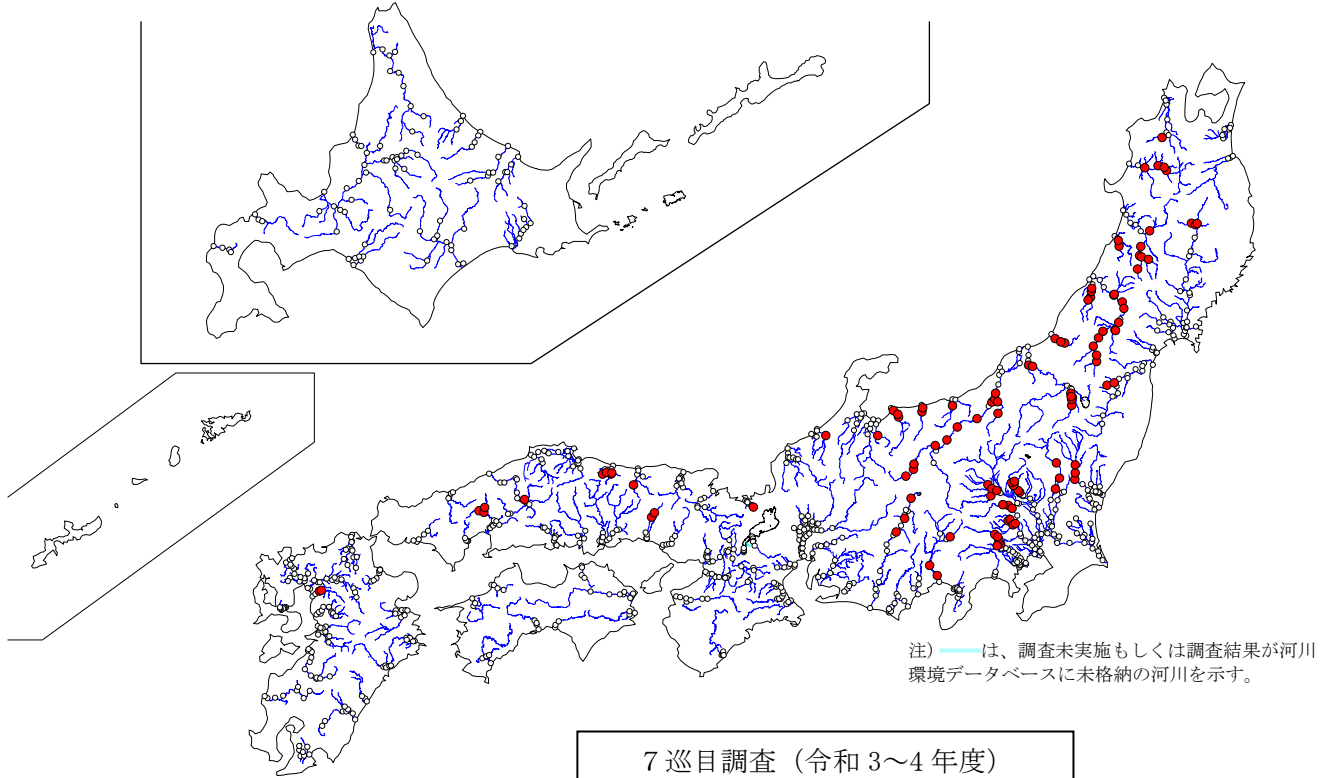 注）　　は、調査未実施もしくは調査結果が河川
環境データベースに未格納の河川を示す。
7 巡目調査（令和 3～4 年度）